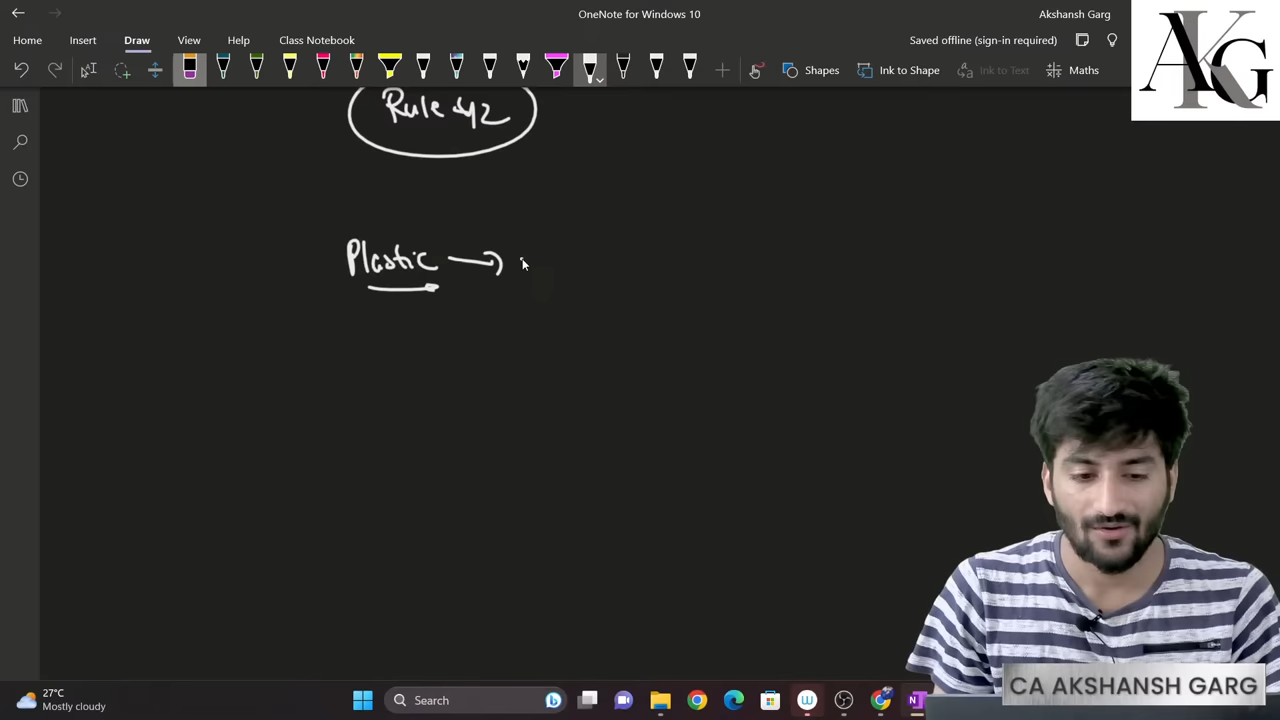 OneNote for Windows 10
Akshansh Garg
Home Insert Draw View Help Class Notebook
Saved offline (sign-in required)
Shapes Ink to Shape Ink to Text Maths
AKG
Rule
Plastic →
CA AKSHANSH GARG
27°C
Mostly cloudy
Search